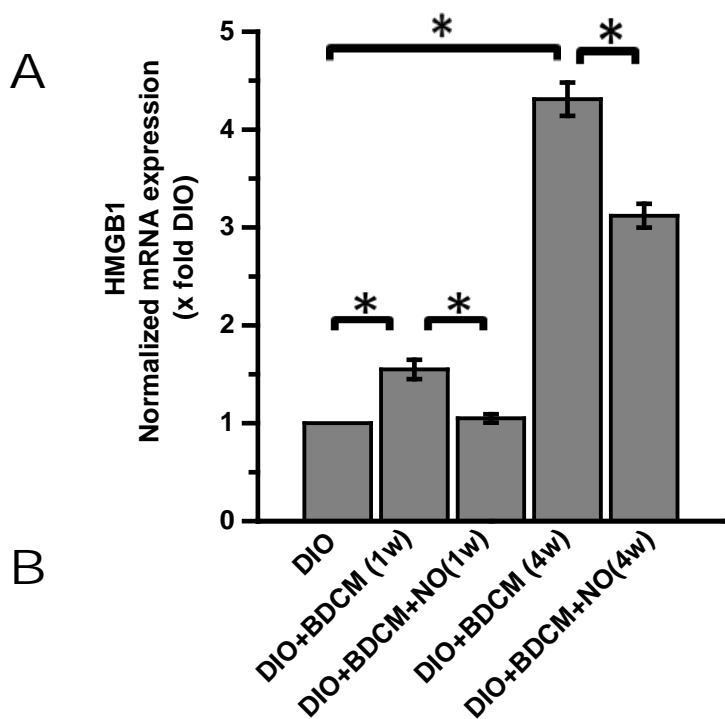 A
HMGB1
Normalized mRNA expression
(x fold DIO)
5
4
3
2
1
0
*
*
*
*
DIO
DIO+BDCM (1w)
DIO+BDCM+NO(1w)
DIO+BDCM (4w)
DIO+BDCM+NO(4w)
B